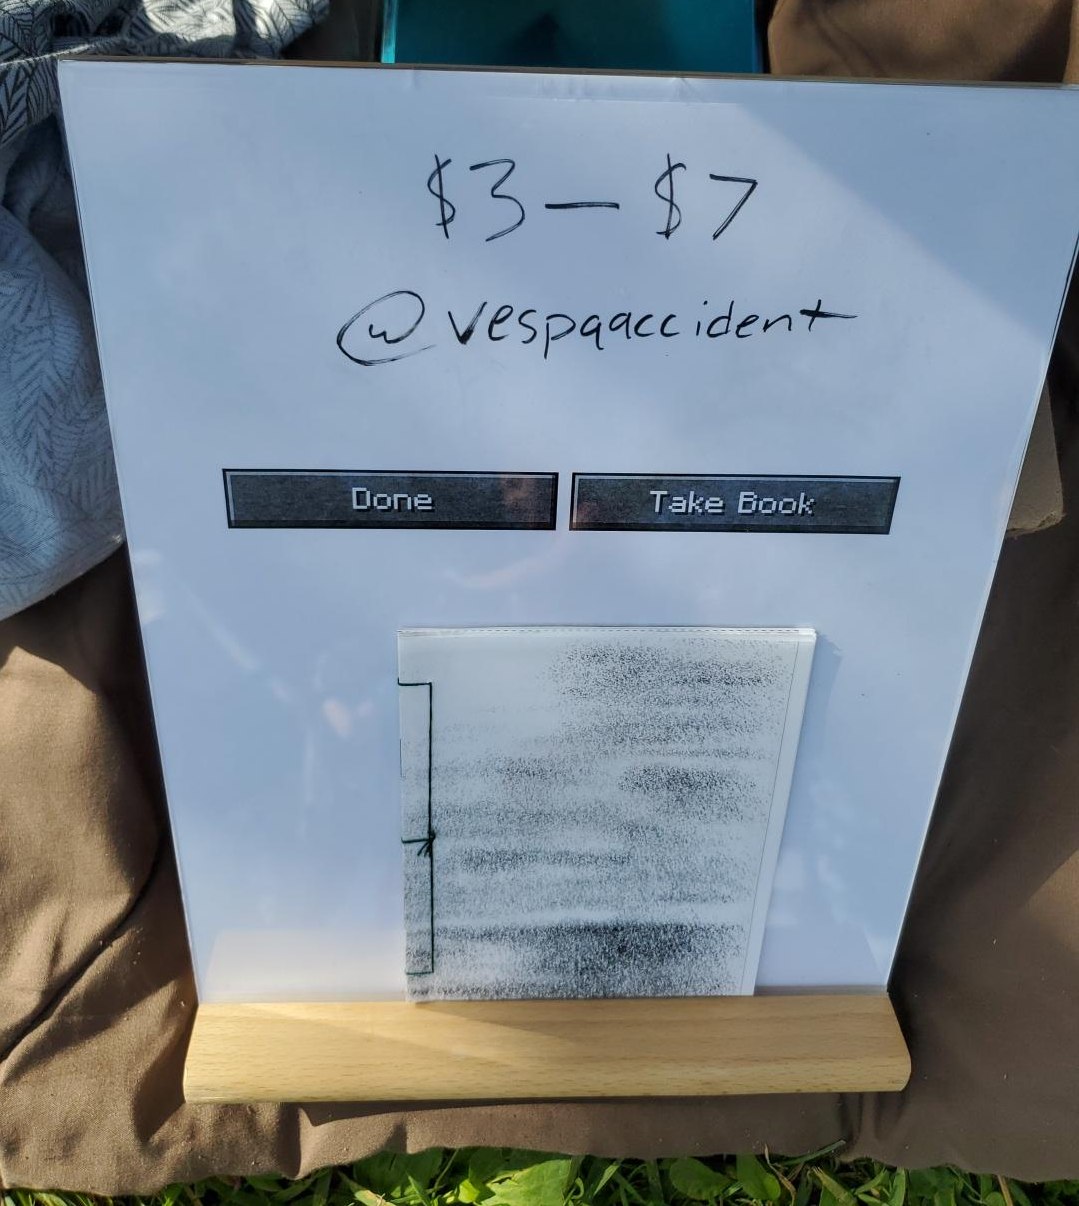 $3 — $7
@vespaaccident
Done Take Book